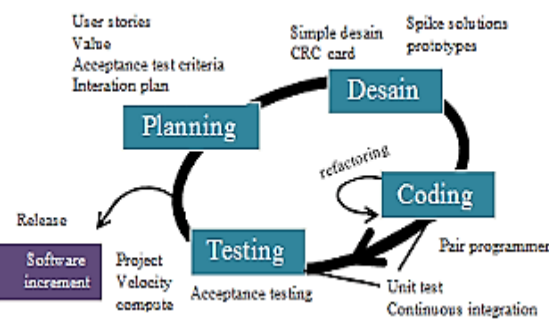 User stories
Value
Acceptance test criteria
Interation plan
Simple desain
CRC card
Spike solutions
prototypes
Desain
Planning
refactoring
Coding
Pair programmer
Release
Software
increment
Project
Velocity
compute
Testing
Acceptance testing
Unit test
Continuous integration